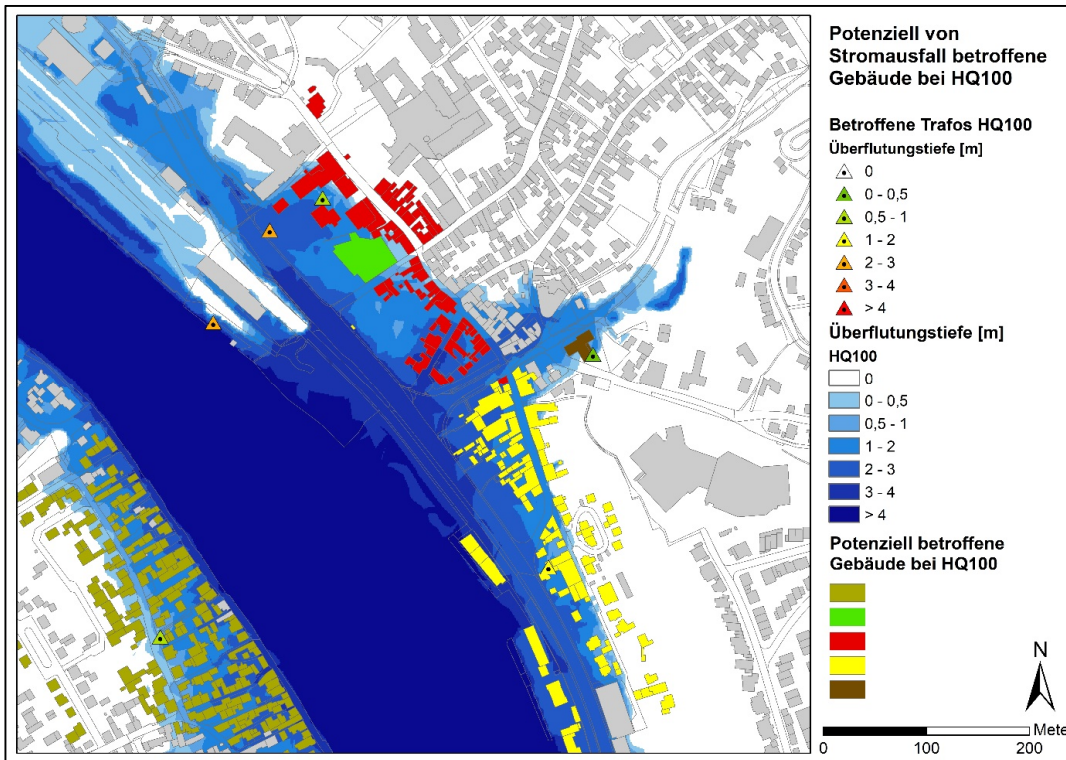 Potenziell von
Stromausfall betroffene
Gebäude bei HQ100
Betroffene Trafos HQ100
Überflutungstiefe [m]
0
0 - 0,5
0,5 - 1
1 - 2
2 - 3
3 - 4
> 4
Überflutungstiefe [m]
HQ100
0
0 - 0,5
0,5 - 1
1 - 2
2 - 3
3 - 4
> 4
Potenziell betroffene
Gebäude bei HQ100
N
Mete
0 100 200